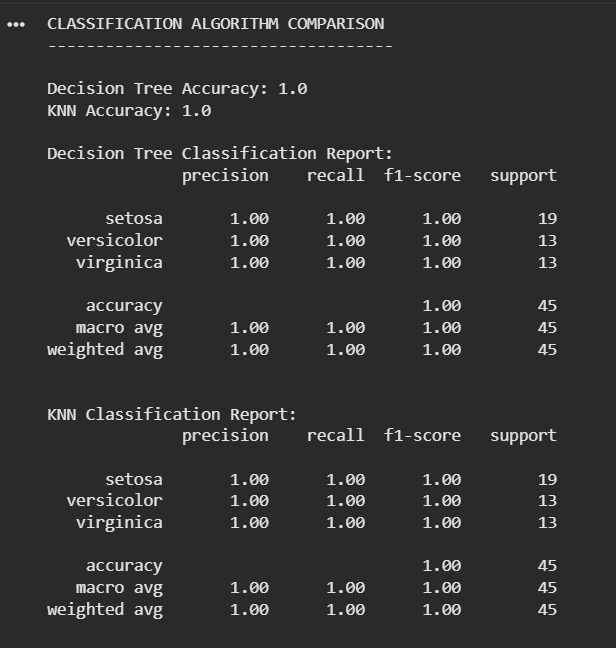 CLASSIFICATION ALGORITHM COMPARISON
------------------------------------
Decision Tree Accuracy: 1.0
KNN Accuracy: 1.0
Decision Tree Classification Report:
              precision    recall  f1-score   support
      setosa       1.00      1.00      1.00        19
  versicolor       1.00      1.00      1.00        13
   virginica       1.00      1.00      1.00        13
    accuracy                           1.00        45
   macro avg       1.00      1.00      1.00        45
weighted avg       1.00      1.00      1.00        45
KNN Classification Report:
              precision    recall  f1-score   support
      setosa       1.00      1.00      1.00        19
  versicolor       1.00      1.00      1.00        13
   virginica       1.00      1.00      1.00        13
    accuracy                           1.00        45
   macro avg       1.00      1.00      1.00        45
weighted avg       1.00      1.00      1.00        45